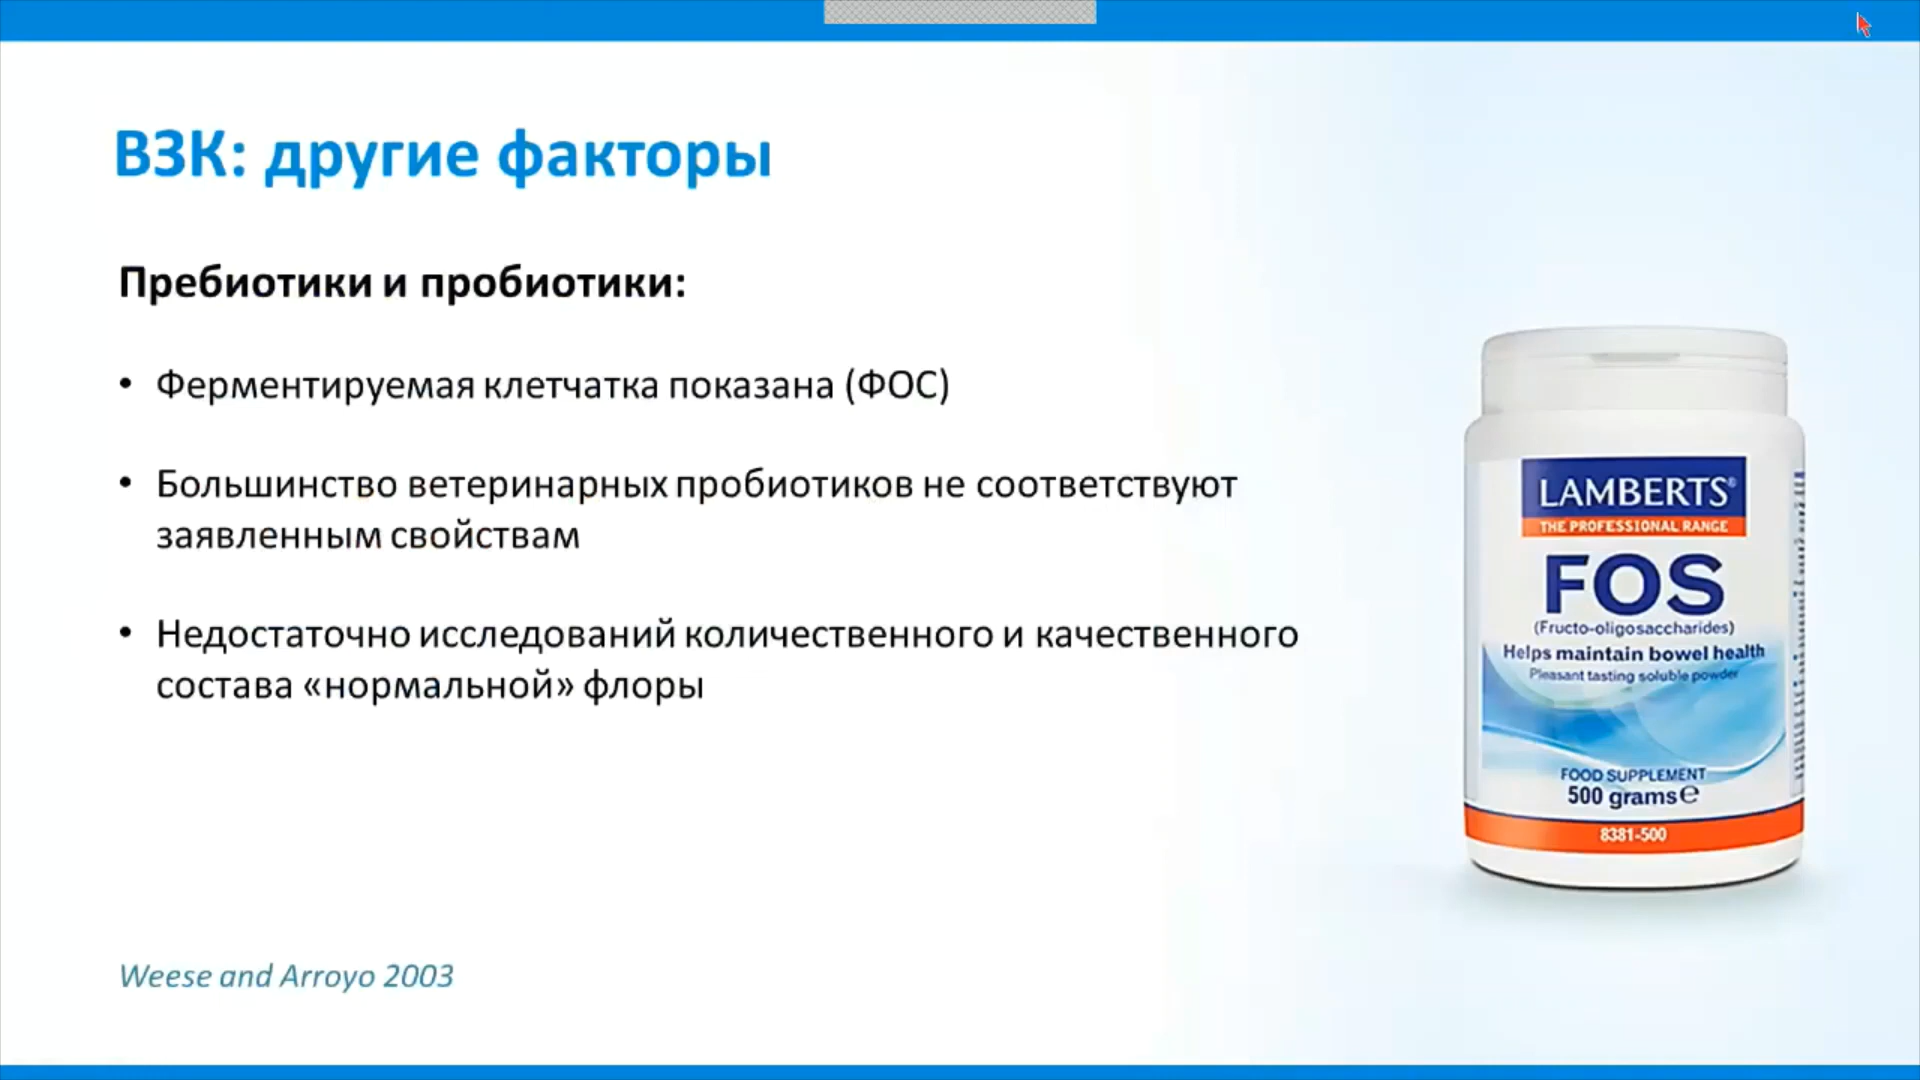 ВЗК: другие факторы
Пребиотики и пробиотики:
• Ферментируемая клетчатка показана (ФОС)
• Большинство ветеринарных пробиотиков не соответствуют
заявленным свойствам
• Недостаточно исследований количественного и качественного
состава «нормальной» флоры
Weese and Arroyo 2003
LAMBERTS®
THE PROFESSIONAL RANGE
FOS
(Fructo-oligosaccharides)
Helps maintain bowel health
Pleasant tasting soluble powder
FOOD SUPPLEMENT
500 grams℮
8381-500